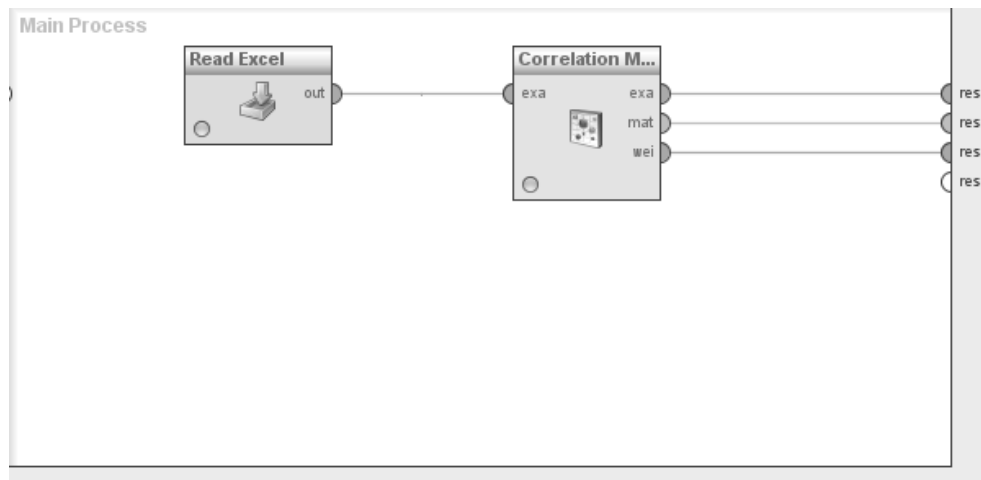 Main Process
Read Excel
out
Correlation M...
exa
exa
mat
wei
res
res
res
res